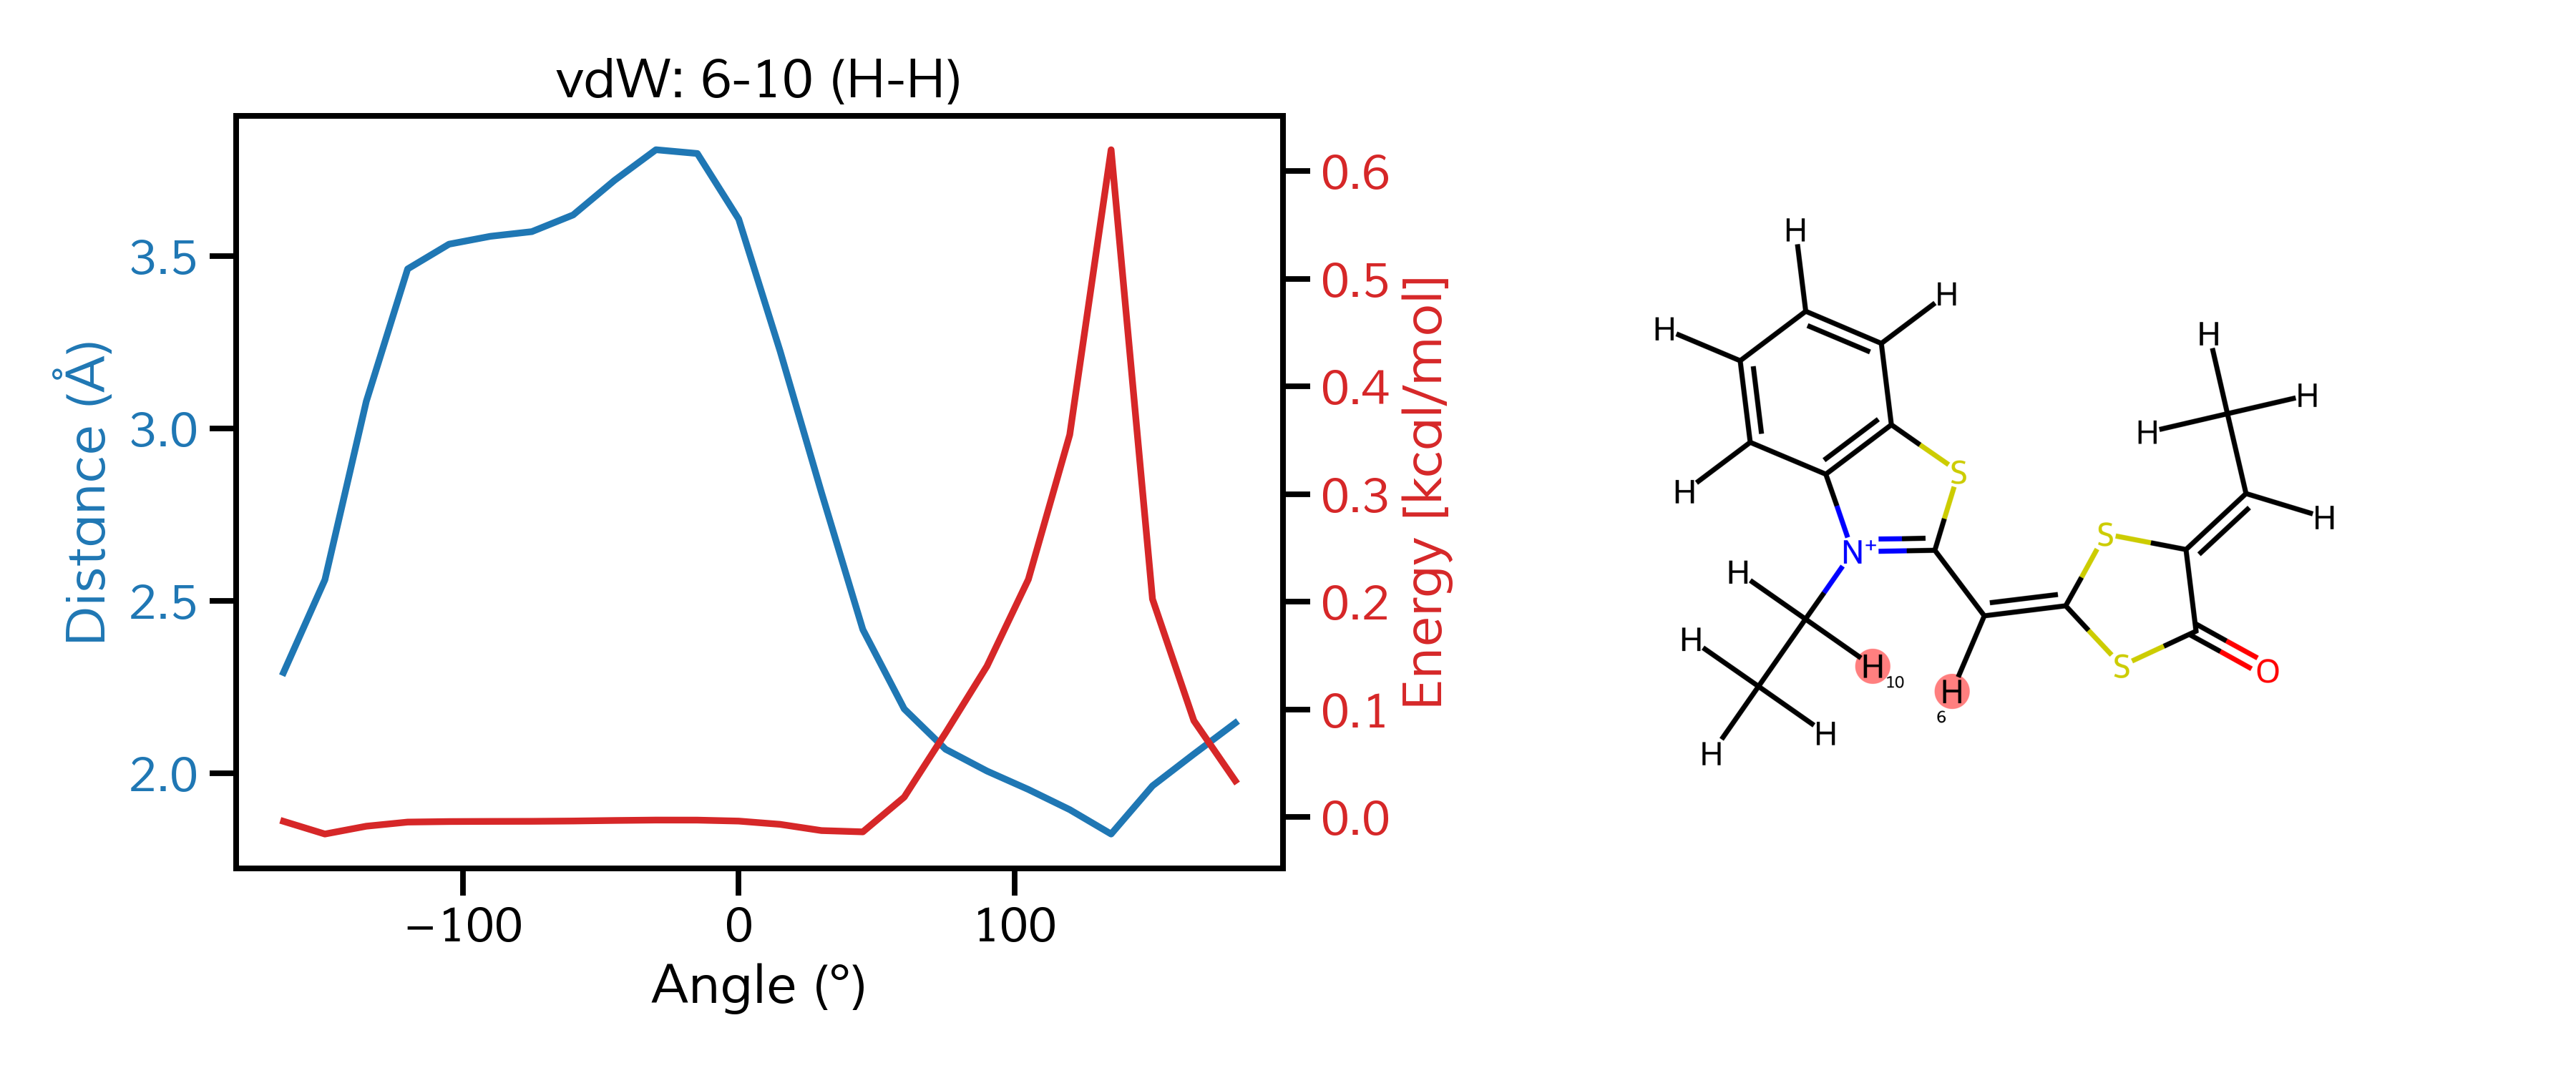 vdW: 6-10 (H-H)
Distance (Å)
3.5
3.0
2.5
2.0
−100
0
100
Angle (°)
0.6
0.5
0.4
0.3
0.2
0.1
0.0
Energy [kcal/mol]
H
H
H
H
H
H
H
S
H
S
H
N+
H
H
H 10
H 6
S
O
H
H